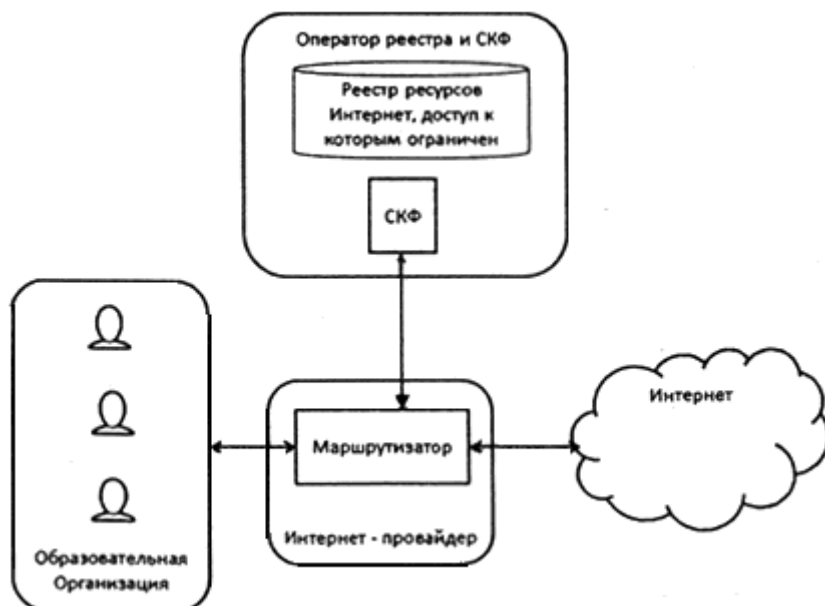 Оператор реестра и СКФ
Реестр ресурсов
Интернет, доступ к
которым ограничен
СКФ
Интернет
Маршрутизатор
Интернет - провайдер
Образовательная
Организация